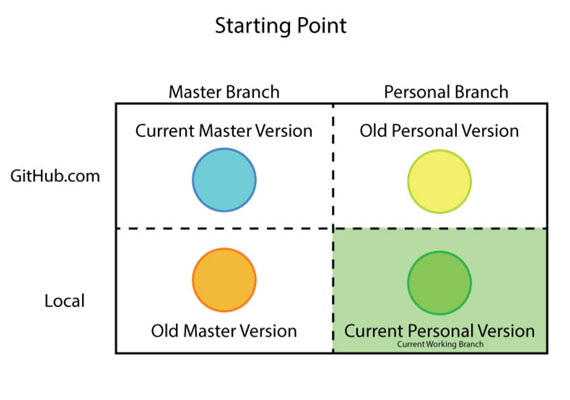 Starting Point
Master Branch
Personal Branch
Current Master Version
Old Personal Version
GitHub.com
Local
Old Master Version
Current Personal Version
Current Working Branch